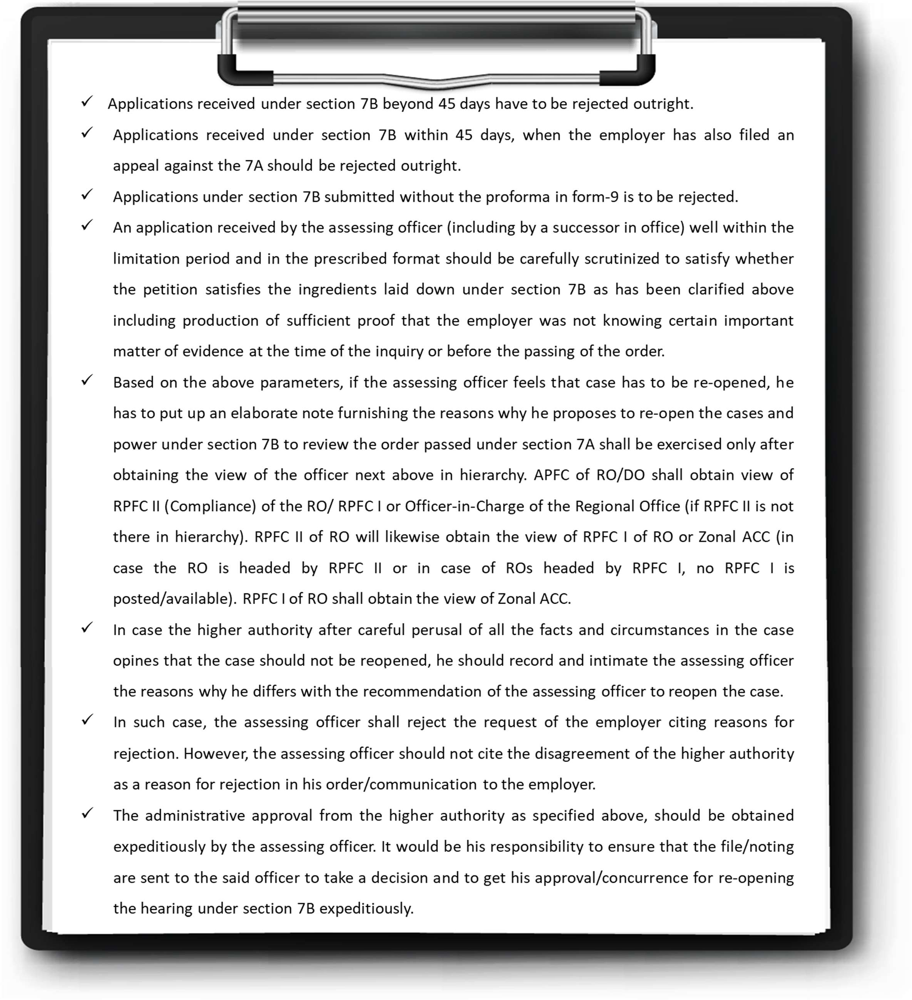 ✓ Applications received under section 7B beyond 45 days have to be rejected outright.
✓ Applications received under section 7B within 45 days, when the employer has also filed an
appeal against the 7A should be rejected outright.
✓ Applications under section 7B submitted without the proforma in form-9 is to be rejected.
✓ An application received by the assessing officer (including by a successor in office) well within the
limitation period and in the prescribed format should be carefully scrutinized to satisfy whether
the petition satisfies the ingredients laid down under section 7B as has been clarified above
including production of sufficient proof that the employer was not knowing certain important
matter of evidence at the time of the inquiry or before the passing of the order.
✓ Based on the above parameters, if the assessing officer feels that case has to be re-opened, he
has to put up an elaborate note furnishing the reasons why he proposes to re-open the cases and
power under section 7B to review the order passed under section 7A shall be exercised only after
obtaining the view of the officer next above in hierarchy. APFC of RO/DO shall obtain view of
RPFC II (Compliance) of the RO/ RPFC I or Officer-in-Charge of the Regional Office (if RPFC II is not
there in hierarchy). RPFC II of RO will likewise obtain the view of RPFC I of RO or Zonal ACC (in
case the RO is headed by RPFC II or in case of ROs headed by RPFC I, no RPFC I is
posted/available). RPFC I of RO shall obtain the view of Zonal ACC.
✓ In case the higher authority after careful perusal of all the facts and circumstances in the case
opines that the case should not be reopened, he should record and intimate the assessing officer
the reasons why he differs with the recommendation of the assessing officer to reopen the case.
✓ In such case, the assessing officer shall reject the request of the employer citing reasons for
rejection. However, the assessing officer should not cite the disagreement of the higher authority
as a reason for rejection in his order/communication to the employer.
✓ The administrative approval from the higher authority as specified above, should be obtained
expeditiously by the assessing officer. It would be his responsibility to ensure that the file/noting
are sent to the said officer to take a decision and to get his approval/concurrence for re-opening
the hearing under section 7B expeditiously.